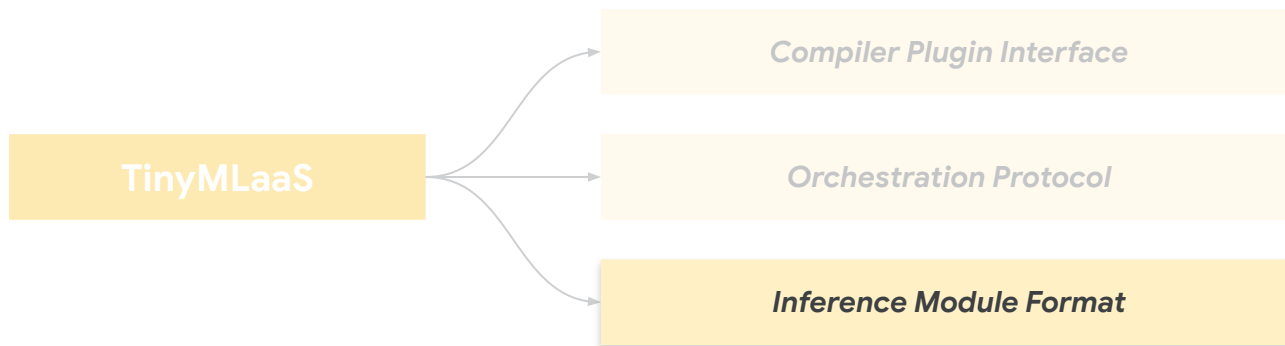 Compiler Plugin Interface
TinyMLaaS
Orchestration Protocol
Inference Module Format